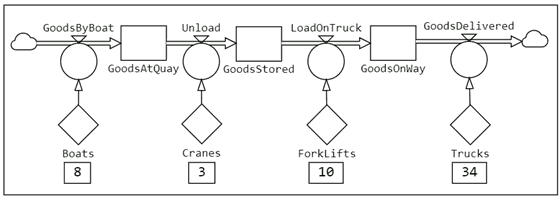 GoodsByBoat Unload LoadOnTruck GoodsDelivered
GoodsAtQuay GoodsStored GoodsOnWay
Boats Cranes ForkLifts Trucks
8 3 10 34